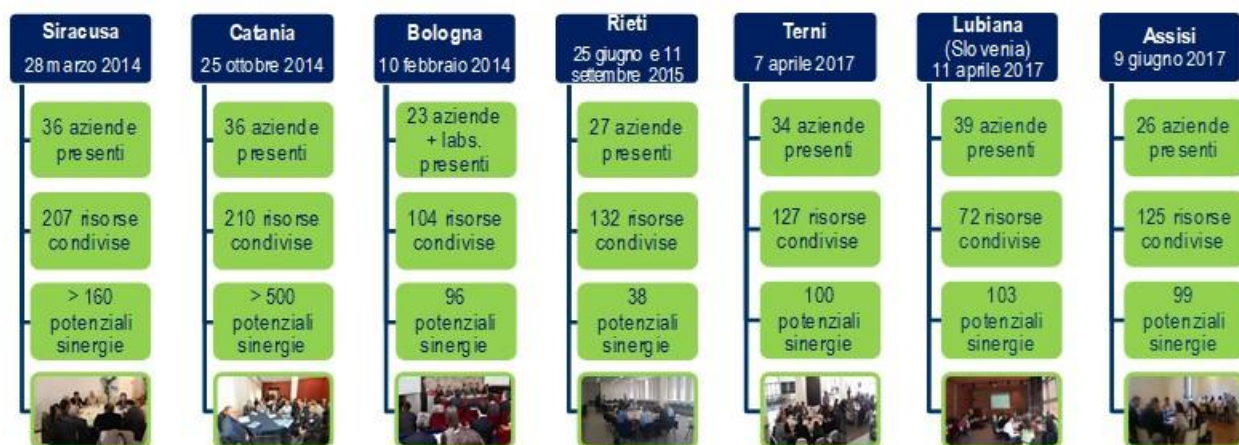 Siracusa
28 marzo 2014
36 aziende
presenti
207 risorse
condivise
> 160
potenziali
sinergie
Catania
25 ottobre 2014
36 aziende
presenti
210 risorse
condivise
> 500
potenziali
sinergie
Bologna
10 febbraio 2014
23 aziende
+ labs.
presenti
104 risorse
condivise
96
potenziali
sinergie
Rieti
25 giugno e 11
settembre 2015
27 aziende
presenti
132 risorse
condivise
38
potenziali
sinergie
Terni
7 aprile 2017
34 aziende
presenti
127 risorse
condivise
100
potenziali
sinergie
Lubiana
(Slovenia)
11 aprile 2017
39 aziende
presenti
72 risorse
condivise
103
potenziali
sinergie
Assisi
9 giugno 2017
26 aziende
presenti
125 risorse
condivise
99
potenziali
sinergie